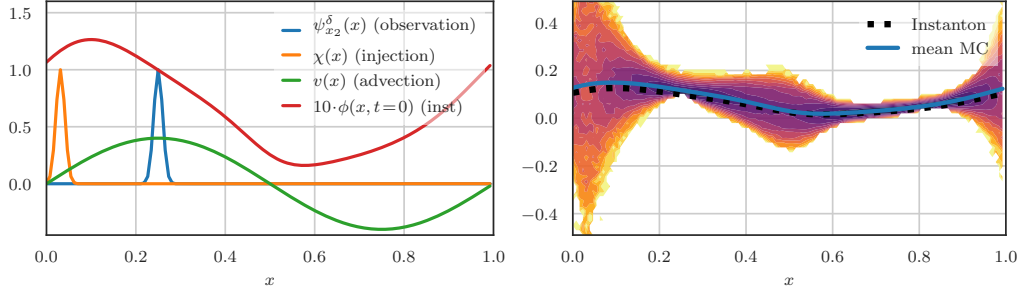 1.5
1.0
0.5
0.0
0.0
0.2
0.4
0.6
0.8
1.0
x
ψ^δ_{x_2}(x) (observation)
χ(x) (injection)
v(x) (advection)
10·ϕ(x, t=0) (inst)
0.4
0.2
0.0
−0.2
−0.4
0.0
0.2
0.4
0.6
0.8
1.0
x
Instanton
mean MC